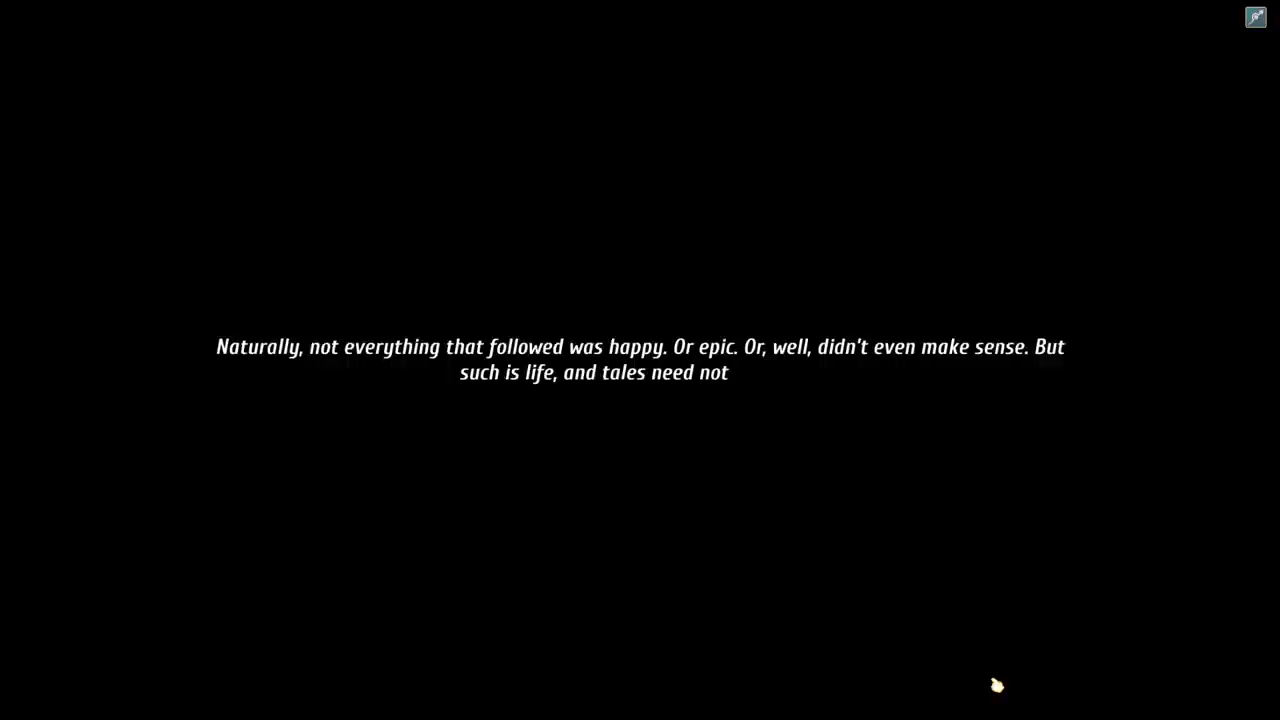 Naturally, not everything that followed was happy. Or epic. Or, well, didn't even make sense. But
such is life, and tales need not